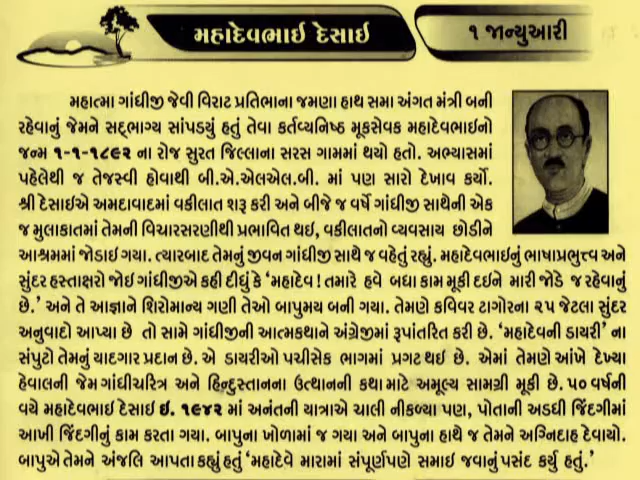 મહાદેવભાઈ દેસાઈ
૧ જાન્યુઆરી
મહાત્મા ગાંધીજી જેવી વિરાટ પ્રતિભાના જમણા હાથ સમા અંગત મંત્રી બની
રહેવાનું જેમને સદ્ભાગ્ય સાંપડ્યું હતું તેવા કર્તવ્યનિષ્ઠ મૂકસેવક મહાદેવભાઈનો
જન્મ ૧-૧-૧૮૯૨ ના રોજ સુરત જિલ્લાના સરસ ગામમાં થયો હતો. અભ્યાસમાં
પહેલેથી જ તેજસ્વી હોવાથી બી.એ.એલએલ.બી. માં પણ સારો દેખાવ કર્યો.
શ્રી દેસાઈએ અમદાવાદમાં વકીલાત શરૂ કરી અને બીજે જ વર્ષે ગાંધીજી સાથેની એક
જ મુલાકાતમાં તેમની વિચારસરણીથી પ્રભાવિત થઇ, વકીલાતનો વ્યવસાય છોડીને
આશ્રમમાં જોડાઈ ગયા. ત્યારબાદ તેમનું જીવન ગાંધીજી સાથે જ વહેતું રહ્યું. મહાદેવભાઈનું ભાષાપ્રભુત્વ અને
સુંદર હસ્તાક્ષરો જોઈ ગાંધીજીએ કહી દીધું કે ‘મહાદેવ ! તમારે હવે બધા કામ મૂકી દઇને મારી જોડે જ રહેવાનું
છે.’ અને તે આજ્ઞાને શિરોમાન્ય ગણી તેઓ બાપુમય બની ગયા. તેમણે કવિવર ટાગોરના ૨૫ જેટલા સુંદર
અનુવાદો આપ્યા છે તો સામે ગાંધીજીની આત્મકથાને અંગ્રેજીમાં રૂપાંતરિત કરી છે. ‘મહાદેવની ડાયરી’ ના
સંપુટો તેમનું યાદગાર પ્રદાન છે. એ ડાયરીઓ પચીસેક ભાગમાં પ્રગટ થઇ છે. એમાં તેમણે આંખે દેખ્યા
હેવાલની જેમ ગાંધીચરિત્ર અને હિન્દુસ્તાનના ઉત્થાનની કથા માટે અમૂલ્ય સામગ્રી મૂકી છે. ૫૦ વર્ષની
વયે મહાદેવભાઈ દેસાઈ ઇ. ૧૯૪૨ માં અનંતની યાત્રાએ ચાલી નીકળ્યા પણ, પોતાની અડધી જિંદગીમાં
આખી જિંદગીનું કામ કરતા ગયા. બાપુના ખોળામાં જ ગયા અને બાપુના હાથે જ તેમને અગ્નિદાહ દેવાયો.
બાપુએ તેમને અંજલિ આપતા કહ્યું હતું ‘મહાદેવે મારામાં સંપૂર્ણપણે સમાઈ જવાનું પસંદ કર્યુ હતું.’